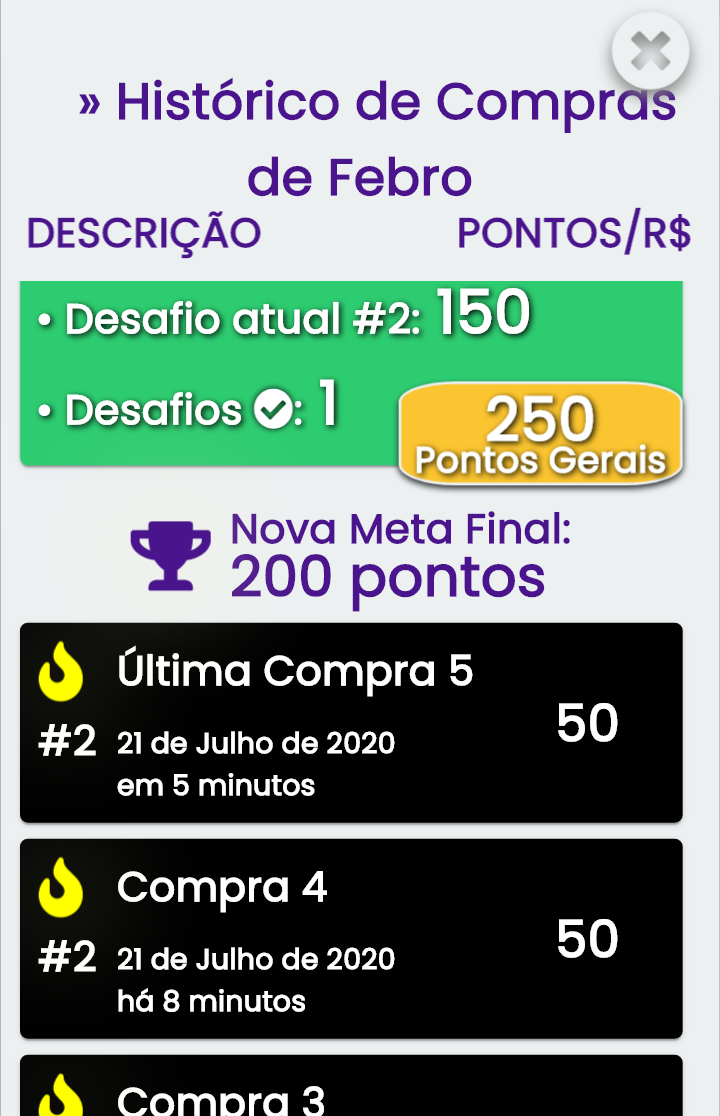 » Histórico de Compras
de Febro
DESCRIÇÃO PONTOS/R$
• Desafio atual #2: 150
• Desafios : 1
250
Pontos Gerais
Nova Meta Final:
200 pontos
Última Compra 5
50
#2 21 de Julho de 2020
em 5 minutos
Compra 4
50
#2 21 de Julho de 2020
há 8 minutos
Compra 3